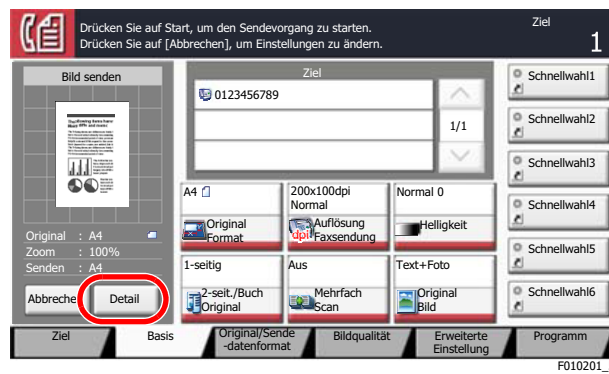 Drücken Sie auf Start, um den Sendevorgang zu starten.
Drücken Sie auf [Abbrechen], um Einstellungen zu ändern.
Ziel
1
Bild senden
Original : A4
Zoom : 100%
Senden : A4
Abbreche
Detail
Ziel
0123456789
1/1
A4
Original
Format
200x100dpi
Normal
dpi
Auflösung
Faxsendung
Normal 0
Helligkeit
1-seitig
2-seit./Buch
Original
Aus
Mehrfach
Scan
Text+Foto
Original
Bild
Schnellwahl1
Schnellwahl2
Schnellwahl3
Schnellwahl4
Schnellwahl5
Schnellwahl6
Ziel
Basis
Original/Sende
-datenformat
Bildqualität
Erweiterte
Einstellung
Programm
F010201_